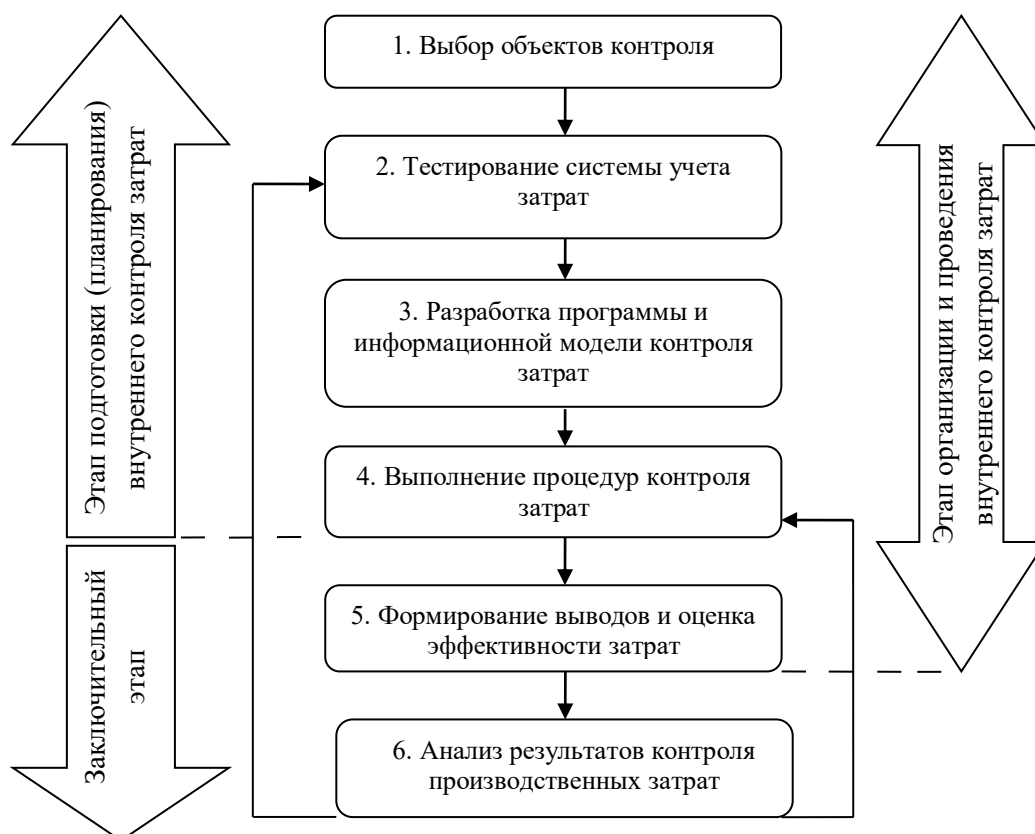 1. Выбор объектов контроля
2. Тестирование системы учета
затрат
3. Разработка программы и
информационной модели контроля
затрат
4. Выполнение процедур контроля
затрат
5. Формирование выводов и оценка
эффективности затрат
6. Анализ результатов контроля
производственных затрат
Этап подготовки (планирования)
внутреннего контроля затрат
Заключительный
этап
Этап организации и проведения
внутреннего контроля затрат